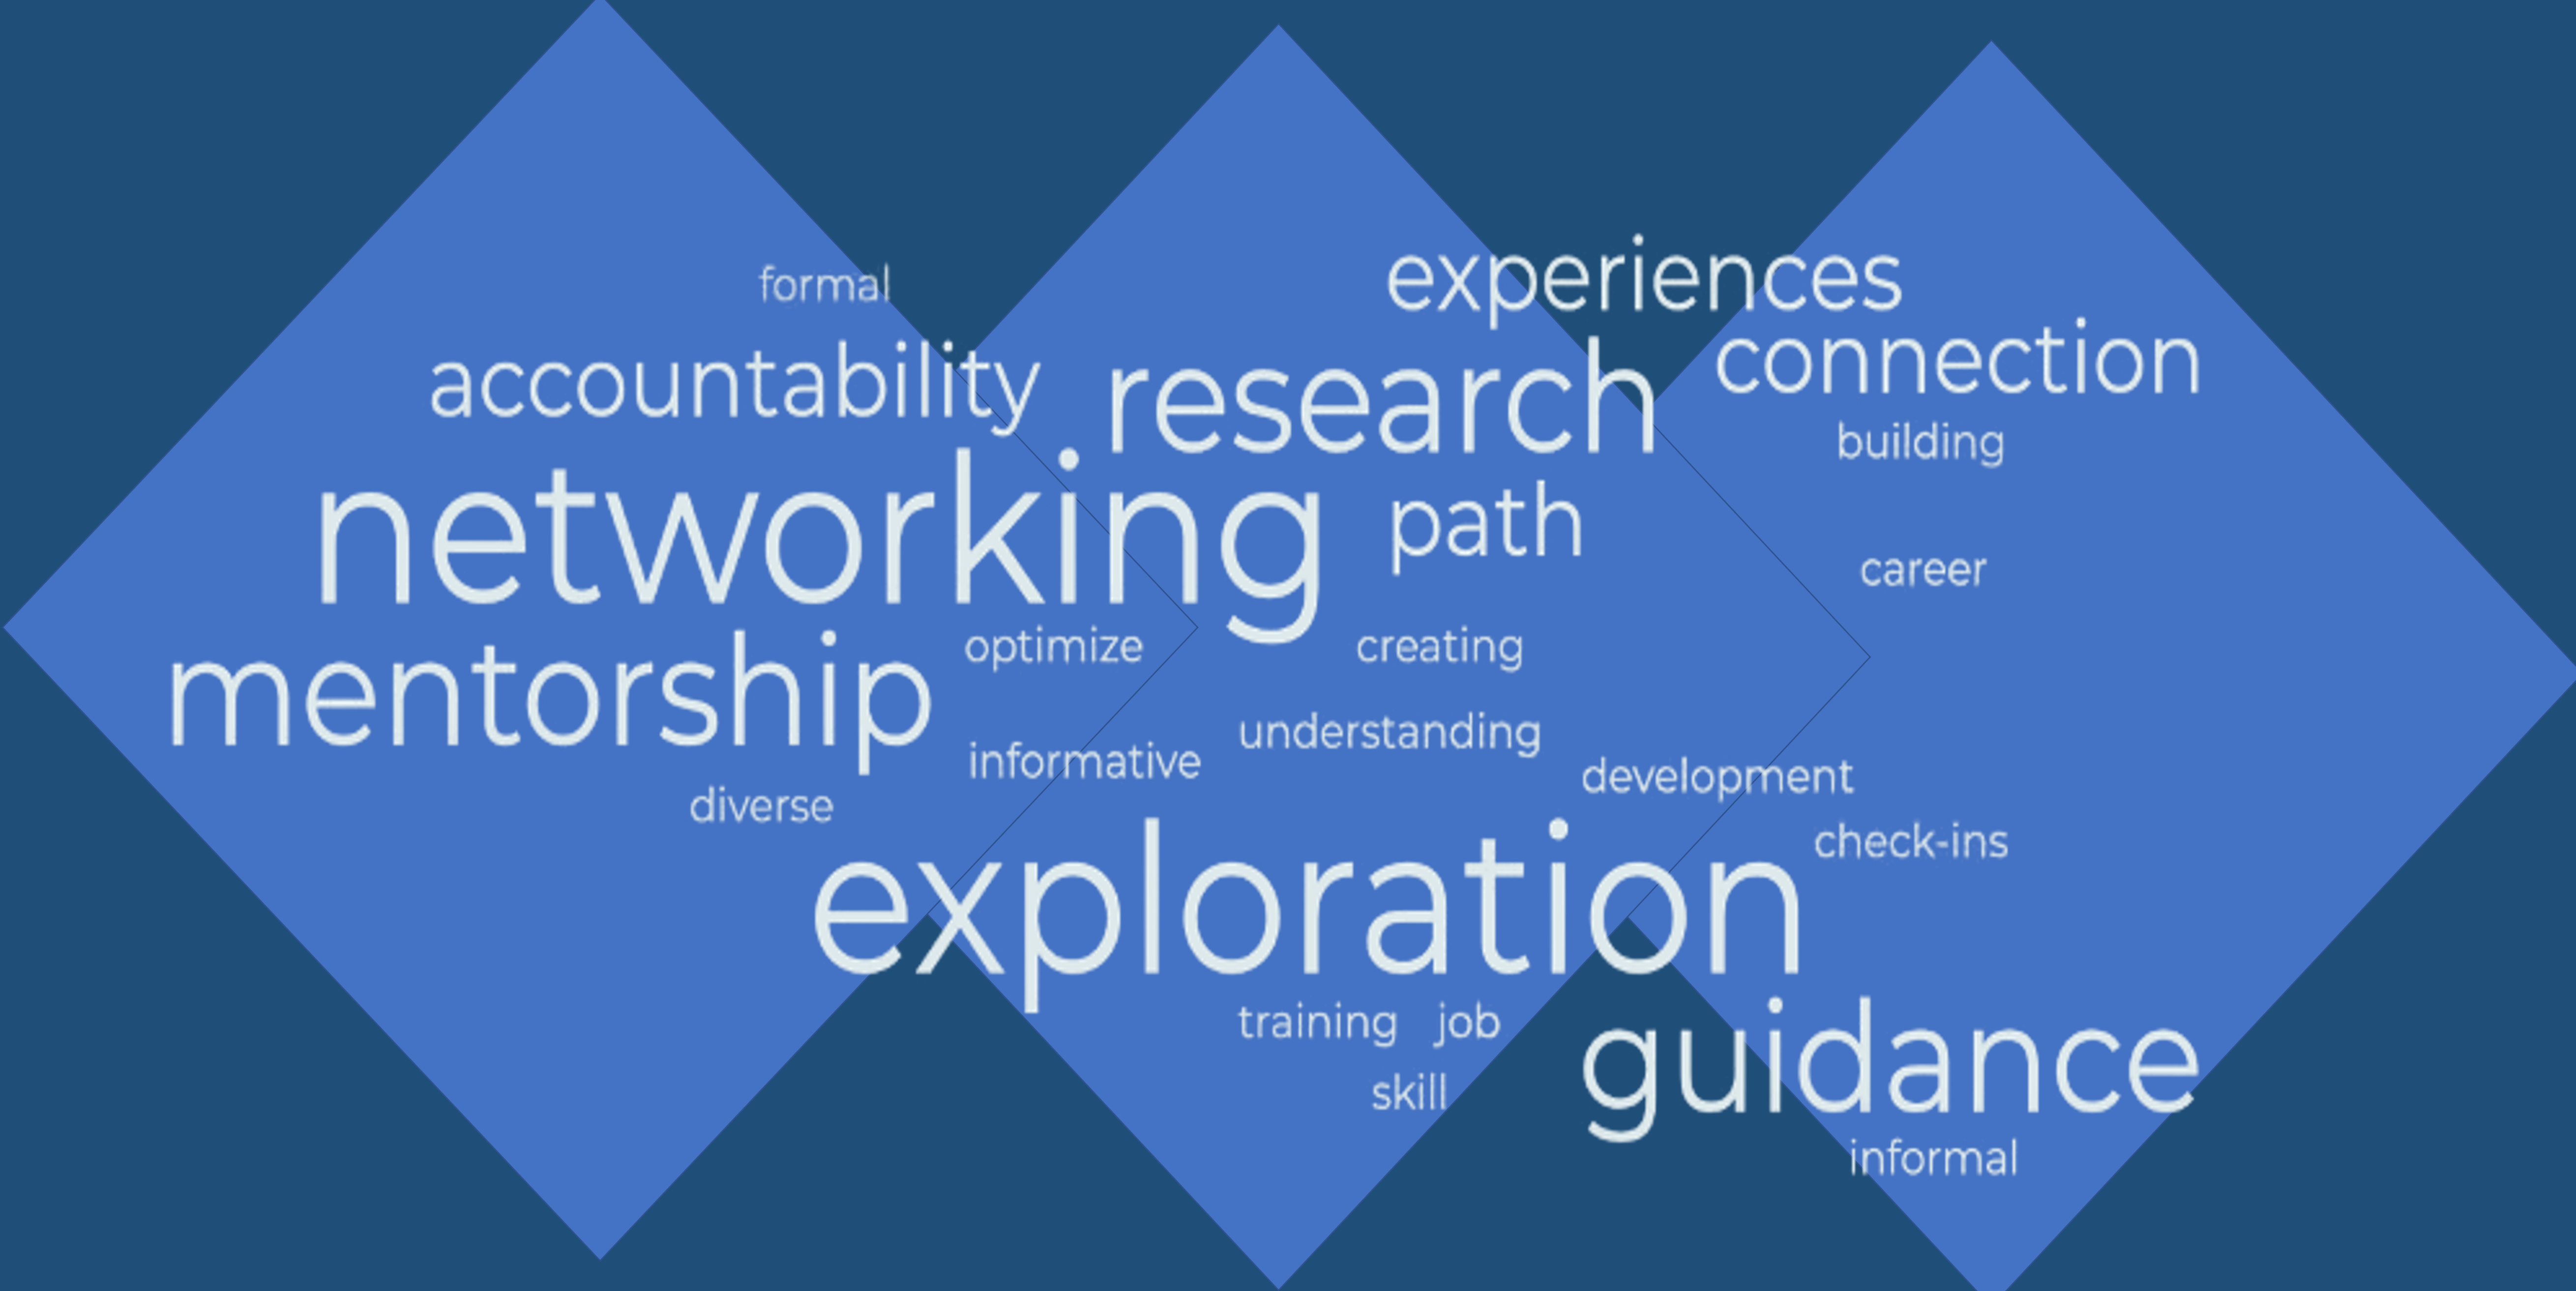 experiences
formal
connection
accountability
research
building
networking
path
career
optimize
creating
mentorship
understanding
informative
development
diverse
check-ins
exploration
training job
guidance
skill
informal